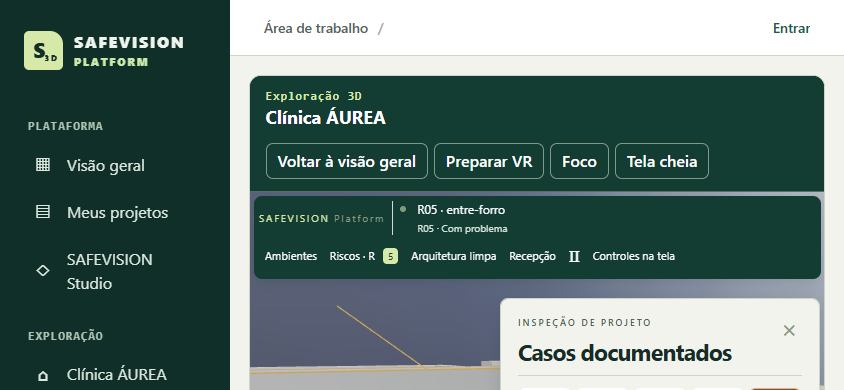 SAFEVISION
PLATFORM
S3D
PLATAFORMA
Visão geral
Meus projetos
SAFEVISION
Studio
EXPLORAÇÃO
Clínica ÁUREA
Área de trabalho /
Entrar
Exploração 3D
Clínica ÁUREA
Voltar à visão geral
Preparar VR
Foco
Tela cheia
SAFEVISION Platform
R05 · entre-forro
R05 · Com problema
Ambientes
Riscos · R 5
Arquitetura limpa
Recepção
Controles na tela
INSPEÇÃO DE PROJETO
Casos documentados